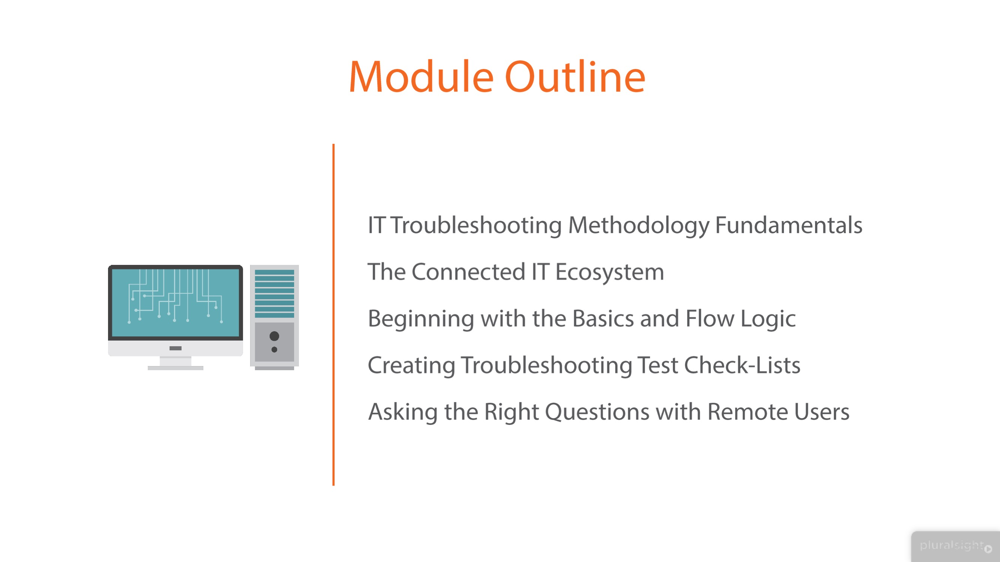 Module Outline
IT Troubleshooting Methodology Fundamentals
The Connected IT Ecosystem
Beginning with the Basics and Flow Logic
Creating Troubleshooting Test Check-Lists
Asking the Right Questions with Remote Users
pluralsight